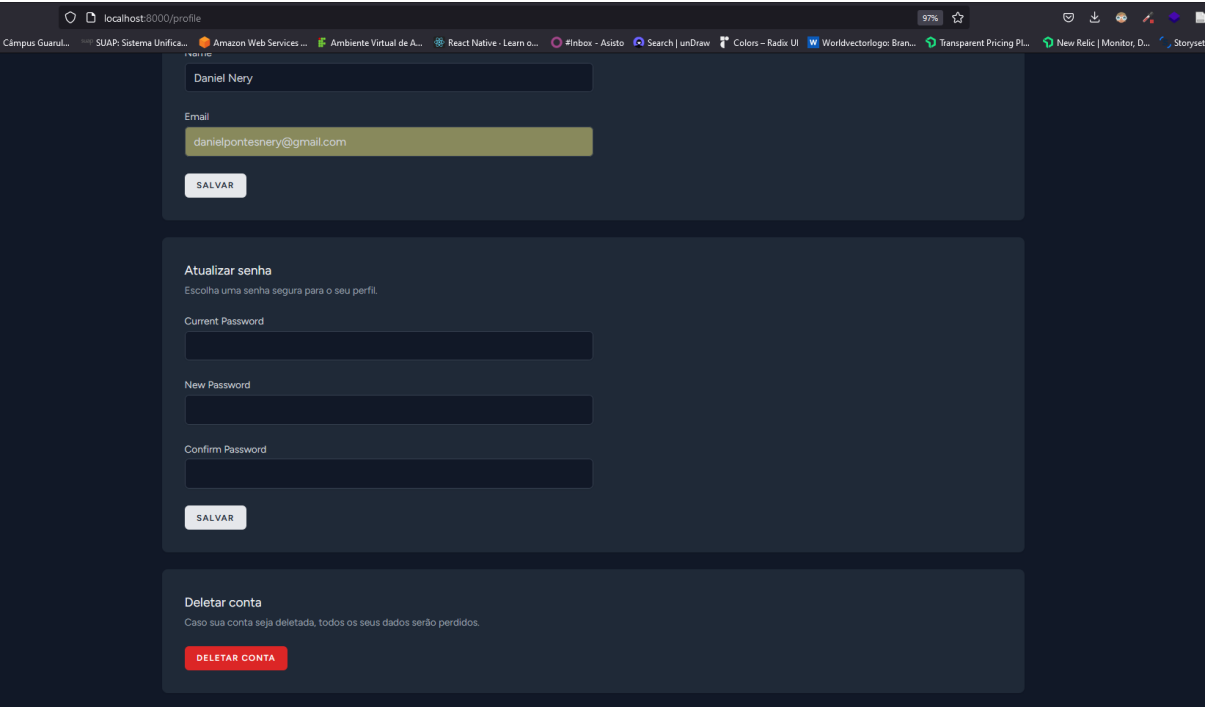 localhost:8000/profile
97%
Câmpus Guarul... SUAP: Sistema Unifica... Amazon Web Services ... Ambiente Virtual de A... React Native · Learn o... #Inbox - Asisto Search | unDraw Colors – Radix UI Worldvectorlogo: Bran... Transparent Pricing Pl... New Relic | Monitor, D... Storyset
Name
Daniel Nery
Email
danielpontesnery@gmail.com
SALVAR
Atualizar senha
Escolha uma senha segura para o seu perfil.
Current Password
New Password
Confirm Password
SALVAR
Deletar conta
Caso sua conta seja deletada, todos os seus dados serão perdidos.
DELETAR CONTA